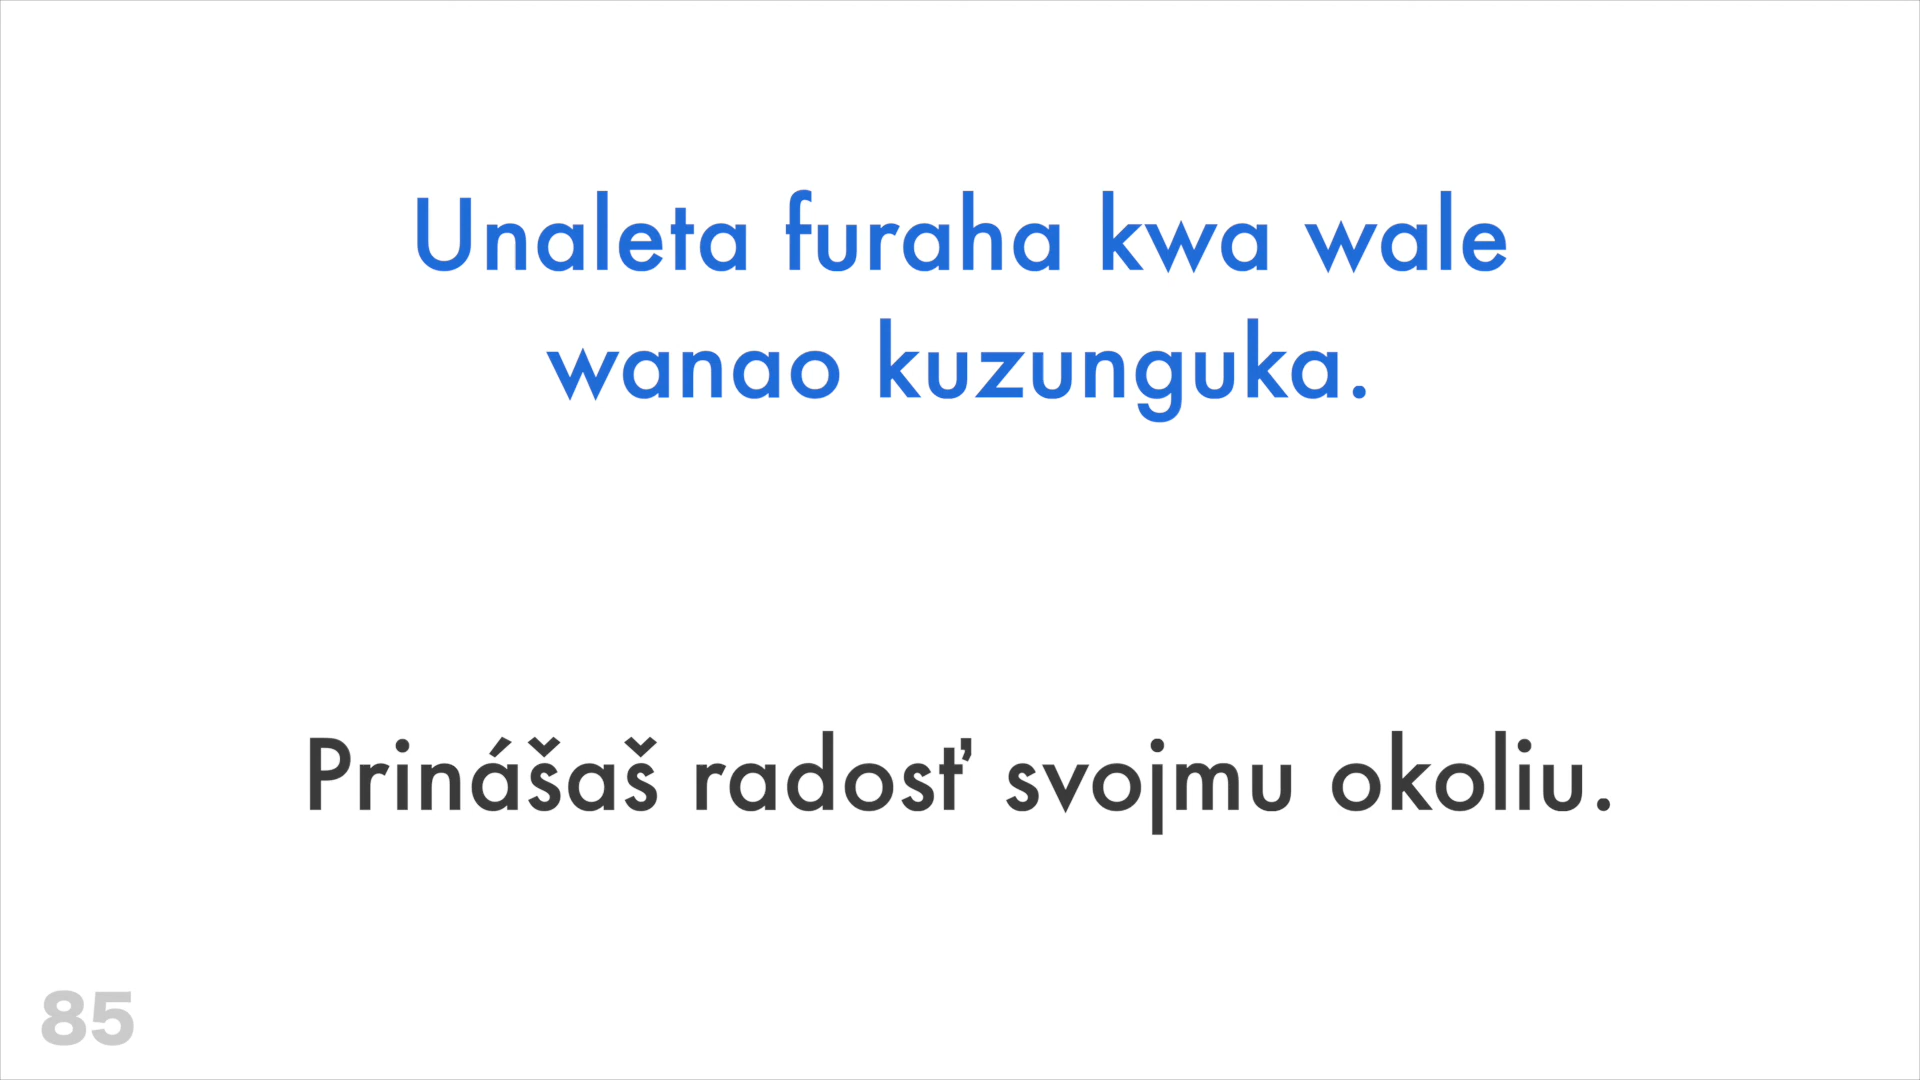 Unaleta furaha kwa wale
wanao kuzunguka.
Prinášaš radosť svojmu okoliu.
85